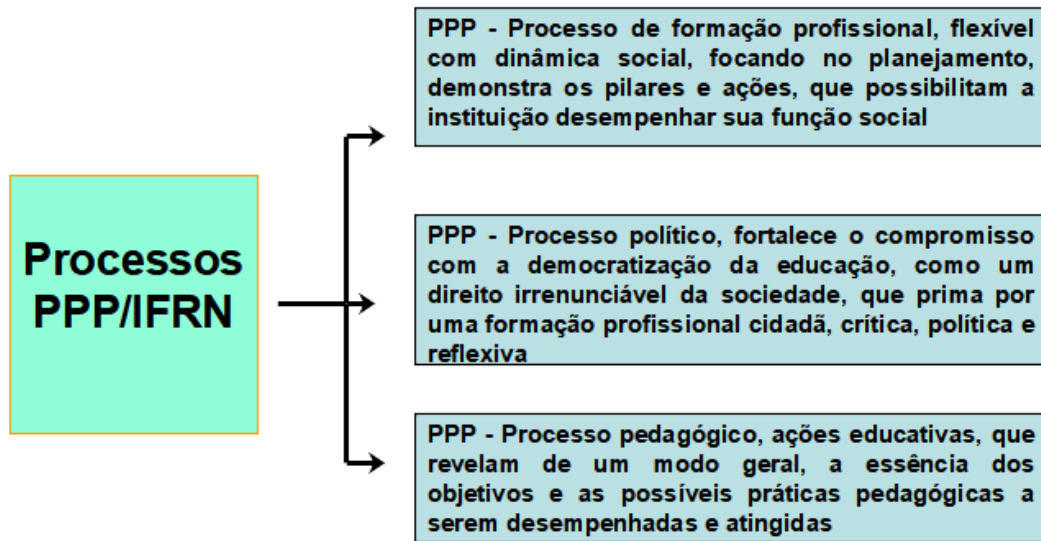 PPP - Processo de formação profissional, flexível
com dinâmica social, focando no planejamento,
demonstra os pilares e ações, que possibilitam a
instituição desempenhar sua função social
Processos
PPP/IFRN
PPP - Processo político, fortalece o compromisso
com a democratização da educação, como um
direito irrenunciável da sociedade, que prima por
uma formação profissional cidadã, crítica, política e
reflexiva
PPP - Processo pedagógico, ações educativas, que
revelam de um modo geral, a essência dos
objetivos e as possíveis práticas pedagógicas a
serem desempenhadas e atingidas